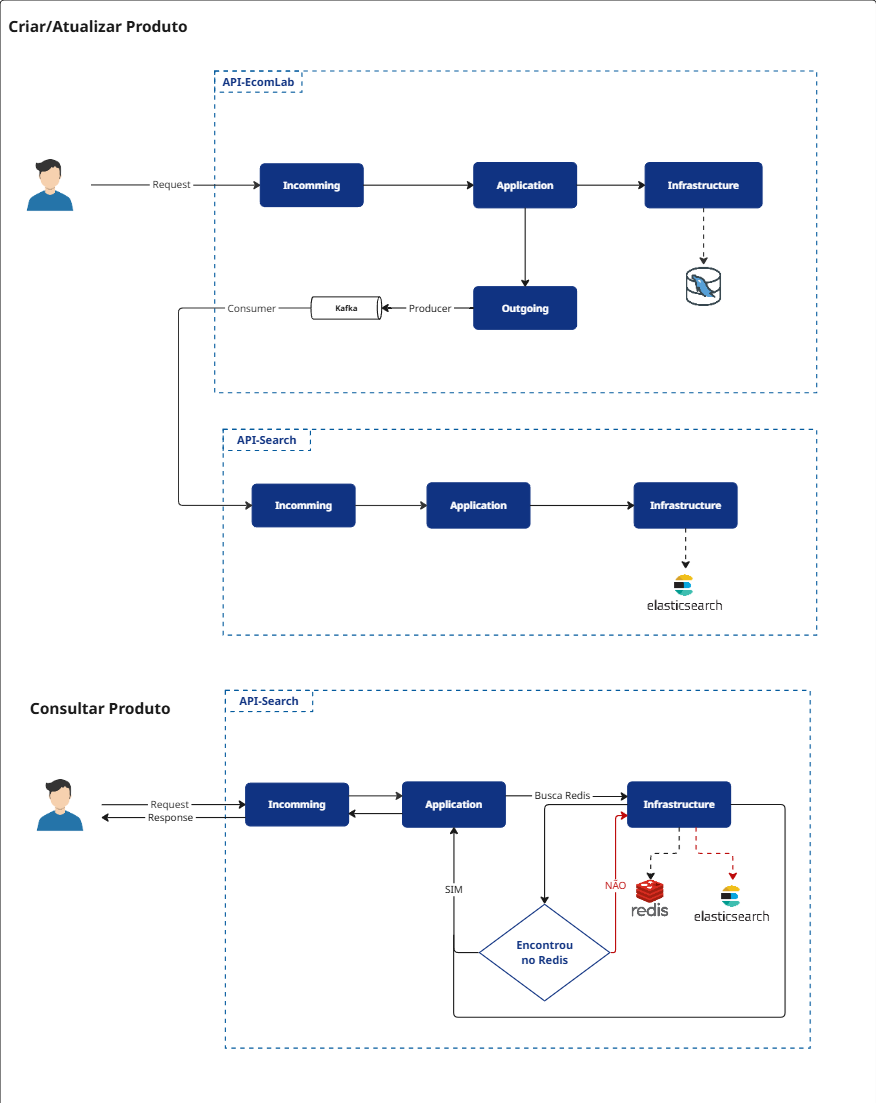 Criar/Atualizar Produto
API-EcomLab
Request
Incomming
Application
Infrastructure
Consumer
Kafka
Producer
Outgoing
API-Search
Incomming
Application
Infrastructure
elasticsearch
Consultar Produto
API-Search
Request
Response
Incomming
Application
Busca Redis
Infrastructure
SIM
NÃO
redis
elasticsearch
Encontrou
no Redis